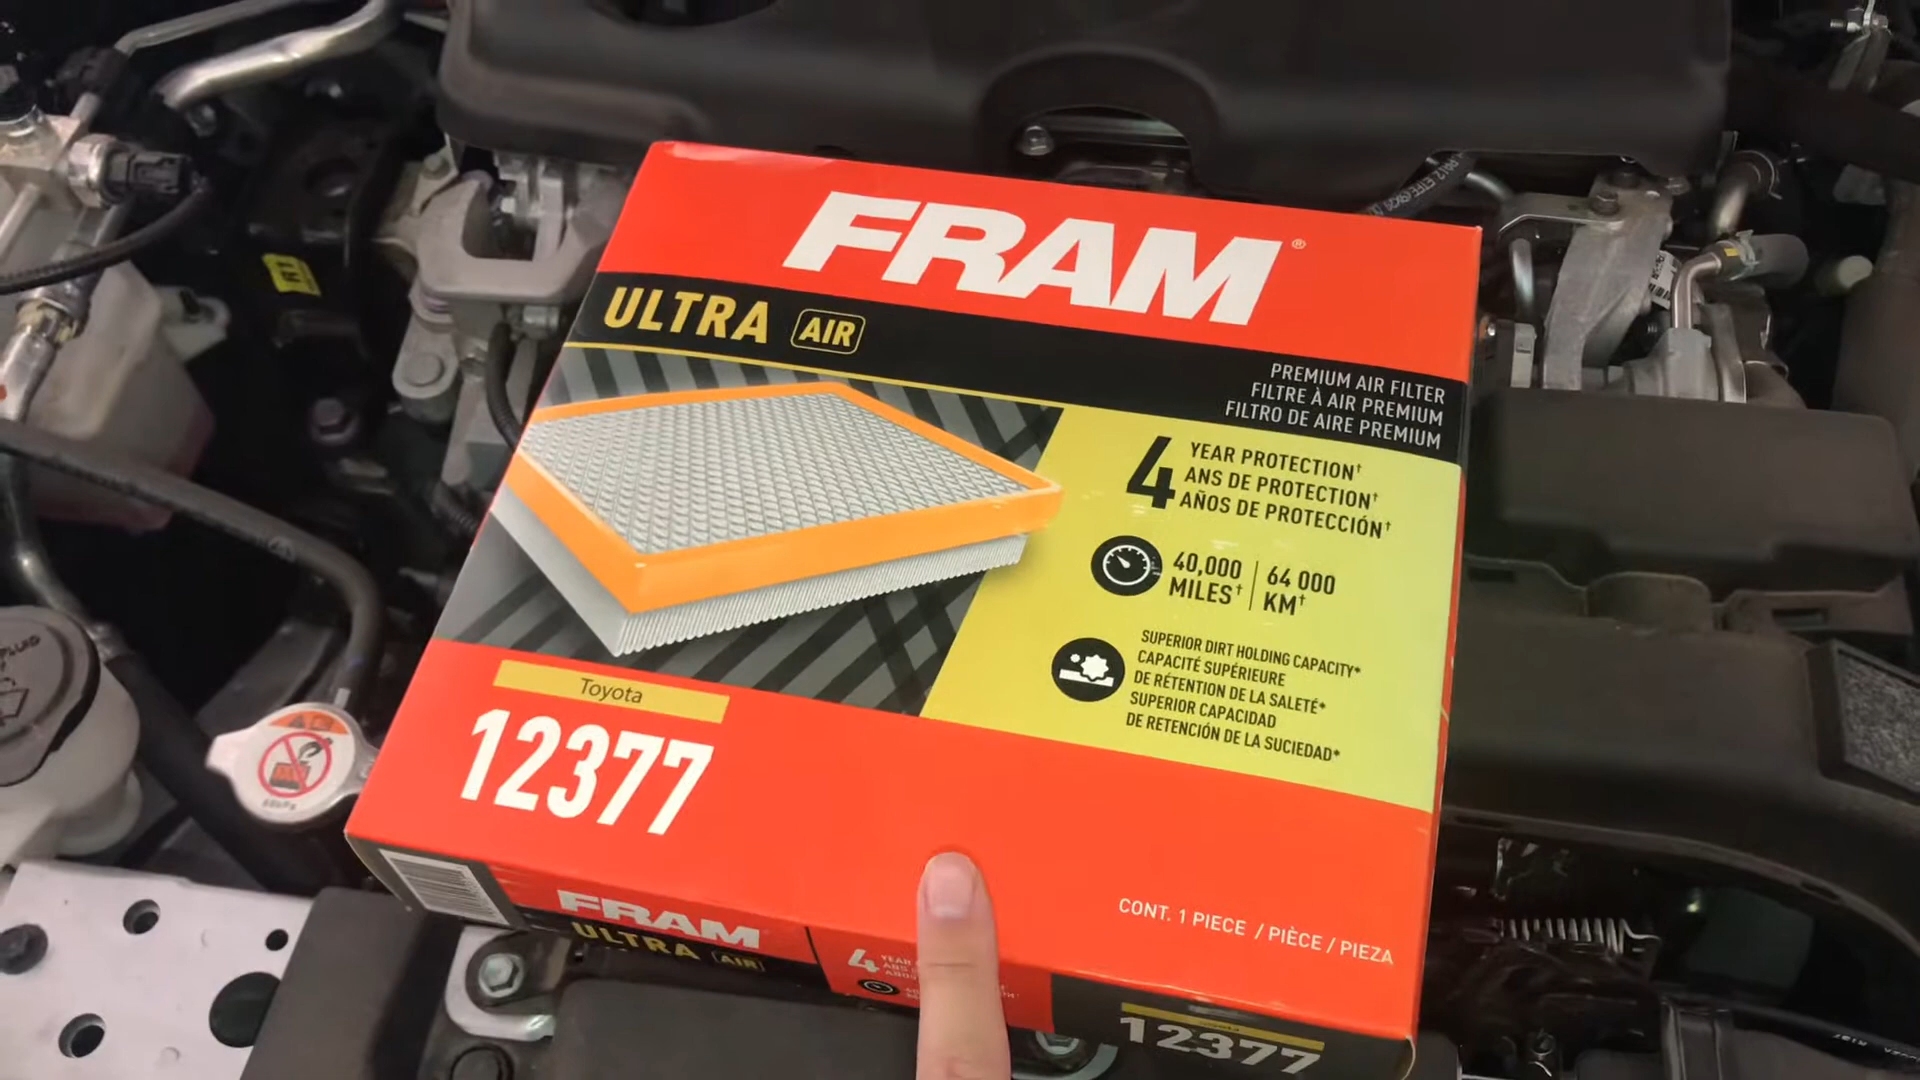 FRAM®
ULTRA AIR
PREMIUM AIR FILTER
FILTRE À AIR PREMIUM
FILTRO DE AIRE PREMIUM
4 YEAR PROTECTION†
ANS DE PROTECTION†
AÑOS DE PROTECCIÓN†
40,000 MILES†
64 000 KM†
SUPERIOR DIRT HOLDING CAPACITY*
CAPACITÉ SUPÉRIEURE
DE RÉTENTION DE LA SALETÉ*
SUPERIOR CAPACIDAD
DE RETENCIÓN DE LA SUCIEDAD*
Toyota
12377
CONT. 1 PIECE / PIÈCE / PIEZA
FRAM
ULTRA AIR
4 YEAR
12377